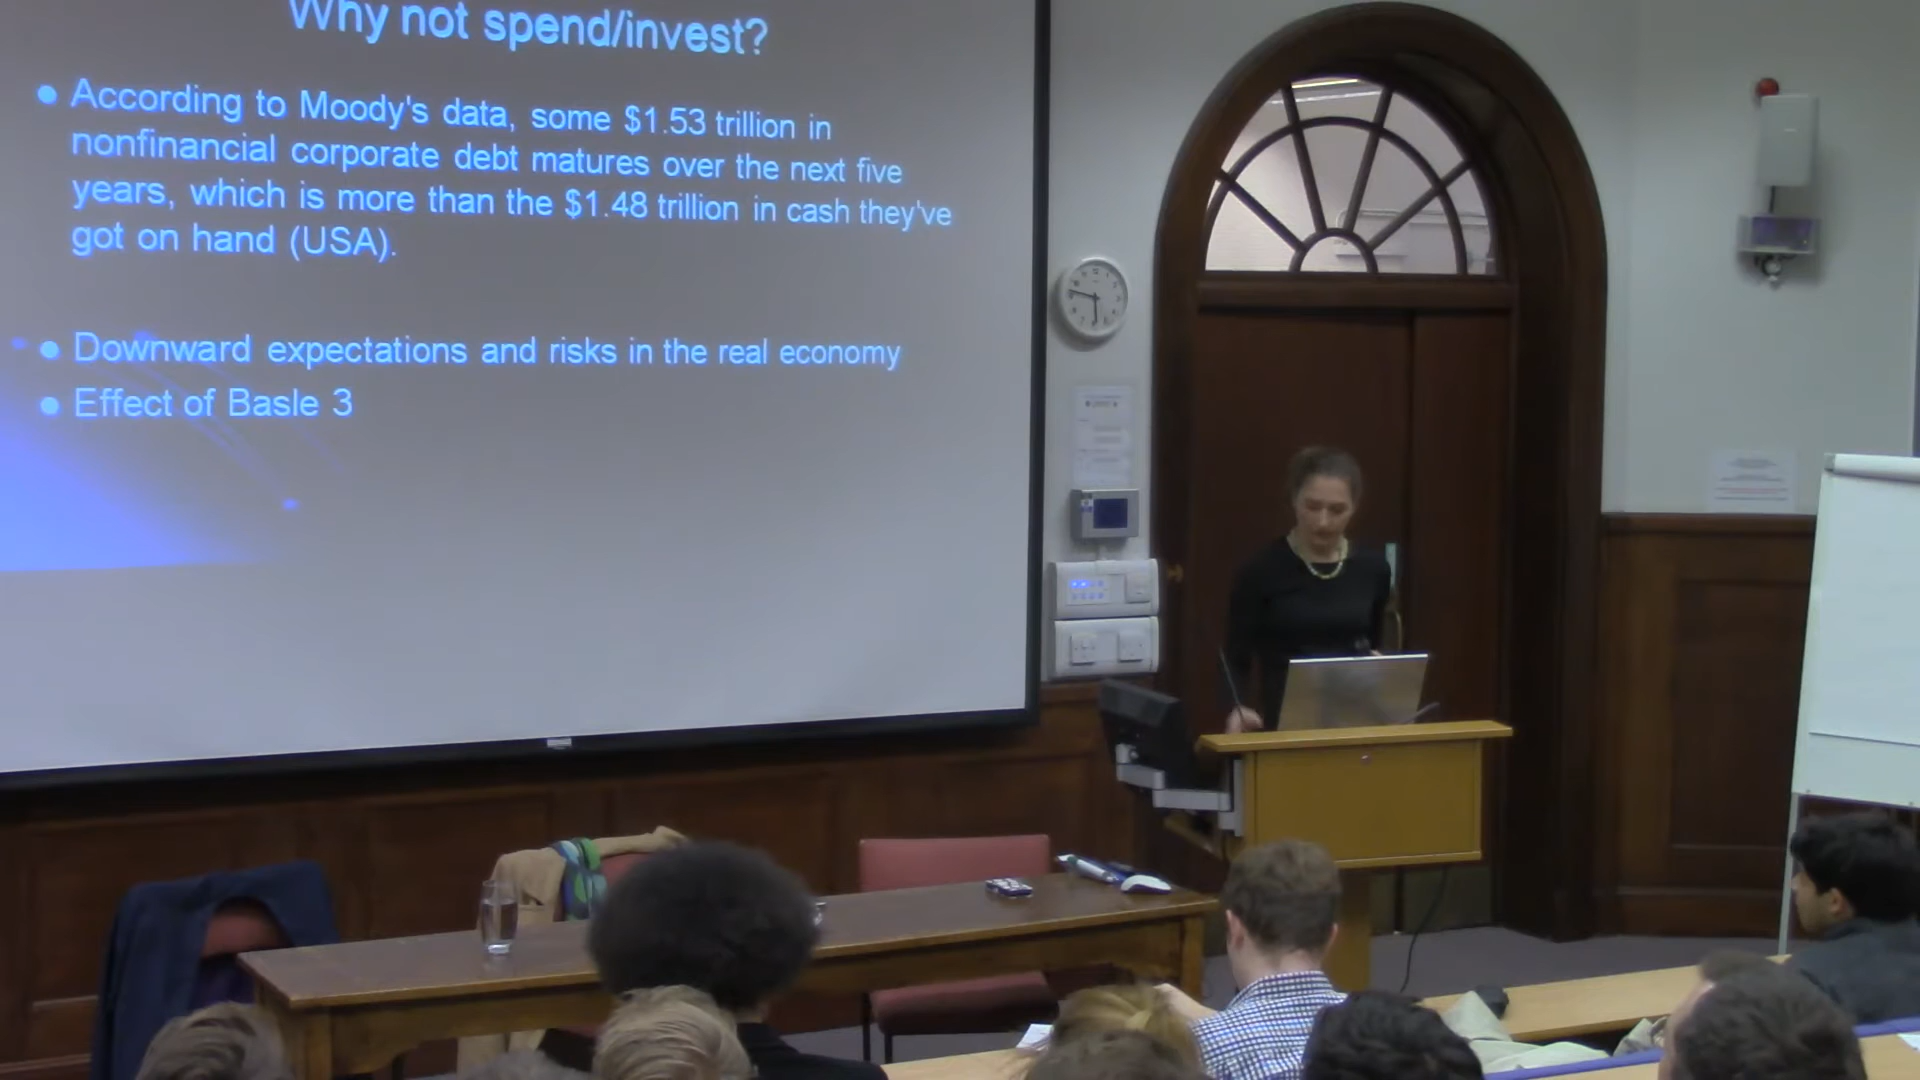 Why not spend/invest?
According to Moody's data, some $1.53 trillion in
nonfinancial corporate debt matures over the next five
years, which is more than the $1.48 trillion in cash they've
got on hand (USA).
Downward expectations and risks in the real economy
Effect of Basle 3